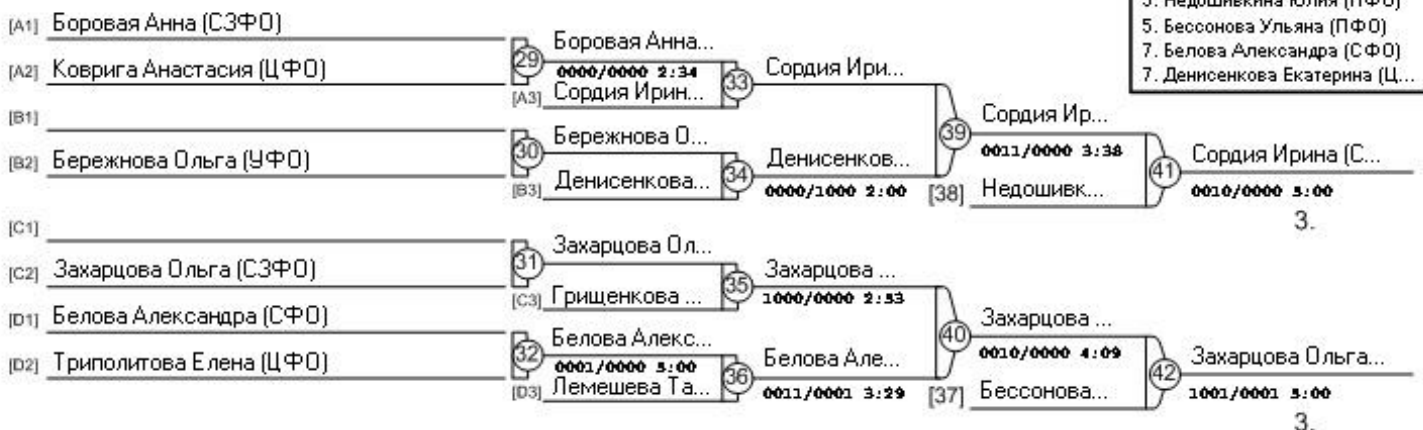 5. Недошивкина Юлия (ПФО)
5. Бессонова Ульяна (ПФО)
7. Белова Александра (СФО)
7. Денисенкова Екатерина (Ц...
[A1] Боровая Анна (СЗФО)
[A2] Коврига Анастасия (ЦФО)
29
Боровая Анна...
0000/0000 2:34
[A3] Сордия Ирин...
33
Сордия Ири...
[B1]
[B2] Бережнова Ольга (УФО)
30
Бережнова О...
[B3] Денисенкова...
34
Денисенков...
0000/1000 2:00
39
Сордия Ир...
0011/0000 3:38
[38] Недошивк...
41
Сордия Ирина (С...
0010/0000 5:00
3.
[C1]
[C2] Захарцова Ольга (СЗФО)
31
Захарцова Ол...
[C3] Грищенкова ...
35
Захарцова ...
1000/0000 2:53
[D1] Белова Александра (СФО)
[D2] Триполитова Елена (ЦФО)
32
Белова Алекс...
0001/0000 5:00
[D3] Лемешева Та...
36
Белова Але...
0011/0001 3:29
40
Захарцова ...
0010/0000 4:09
[37] Бессонова...
42
Захарцова Ольга...
1001/0001 5:00
3.